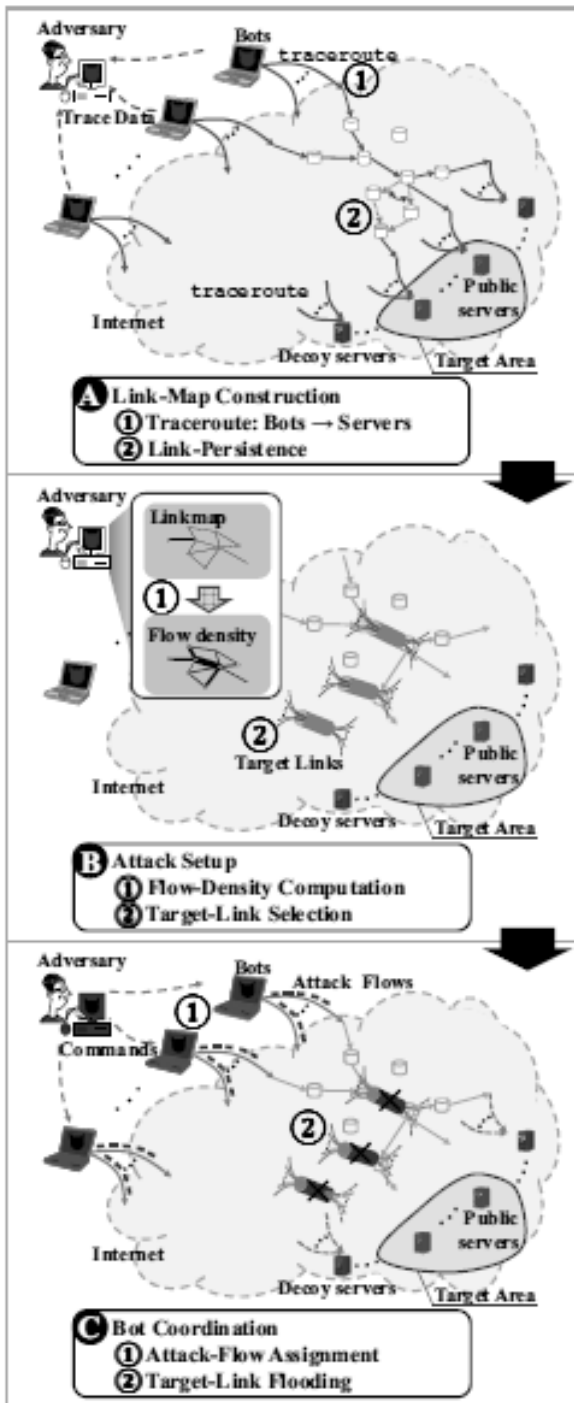 Adversary
Bots
traceroute
①
Trace Data
②
traceroute
Public
servers
Internet
Decoy servers
Target Area
A Link-Map Construction
① Traceroute: Bots → Servers
② Link-Persistence
Adversary
Linkmap
①
Flow density
②
Target Links
Public
servers
Internet
Decoy servers
Target Area
B Attack Setup
① Flow-Density Computation
② Target-Link Selection
Adversary
Bots
Attack Flows
①
Commands
②
Public
servers
Internet
Decoy servers
Target Area
C Bot Coordination
① Attack-Flow Assignment
② Target-Link Flooding